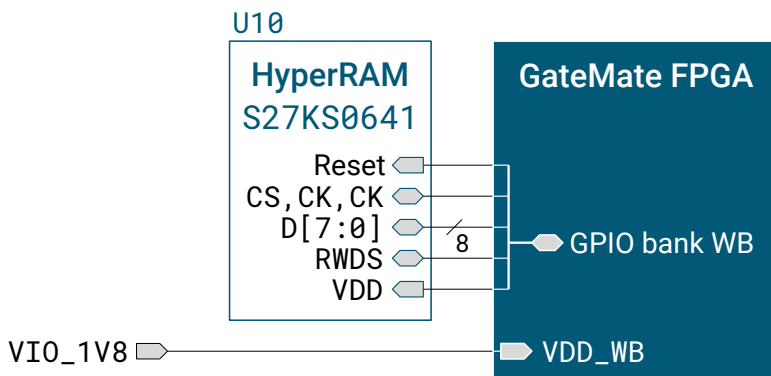 U10
HyperRAM
S27KS0641
Reset
CS,CK,CK
D[7:0]
8
RWDS
VDD
GateMate FPGA
GPIO bank WB
VIO_1V8
VDD_WB